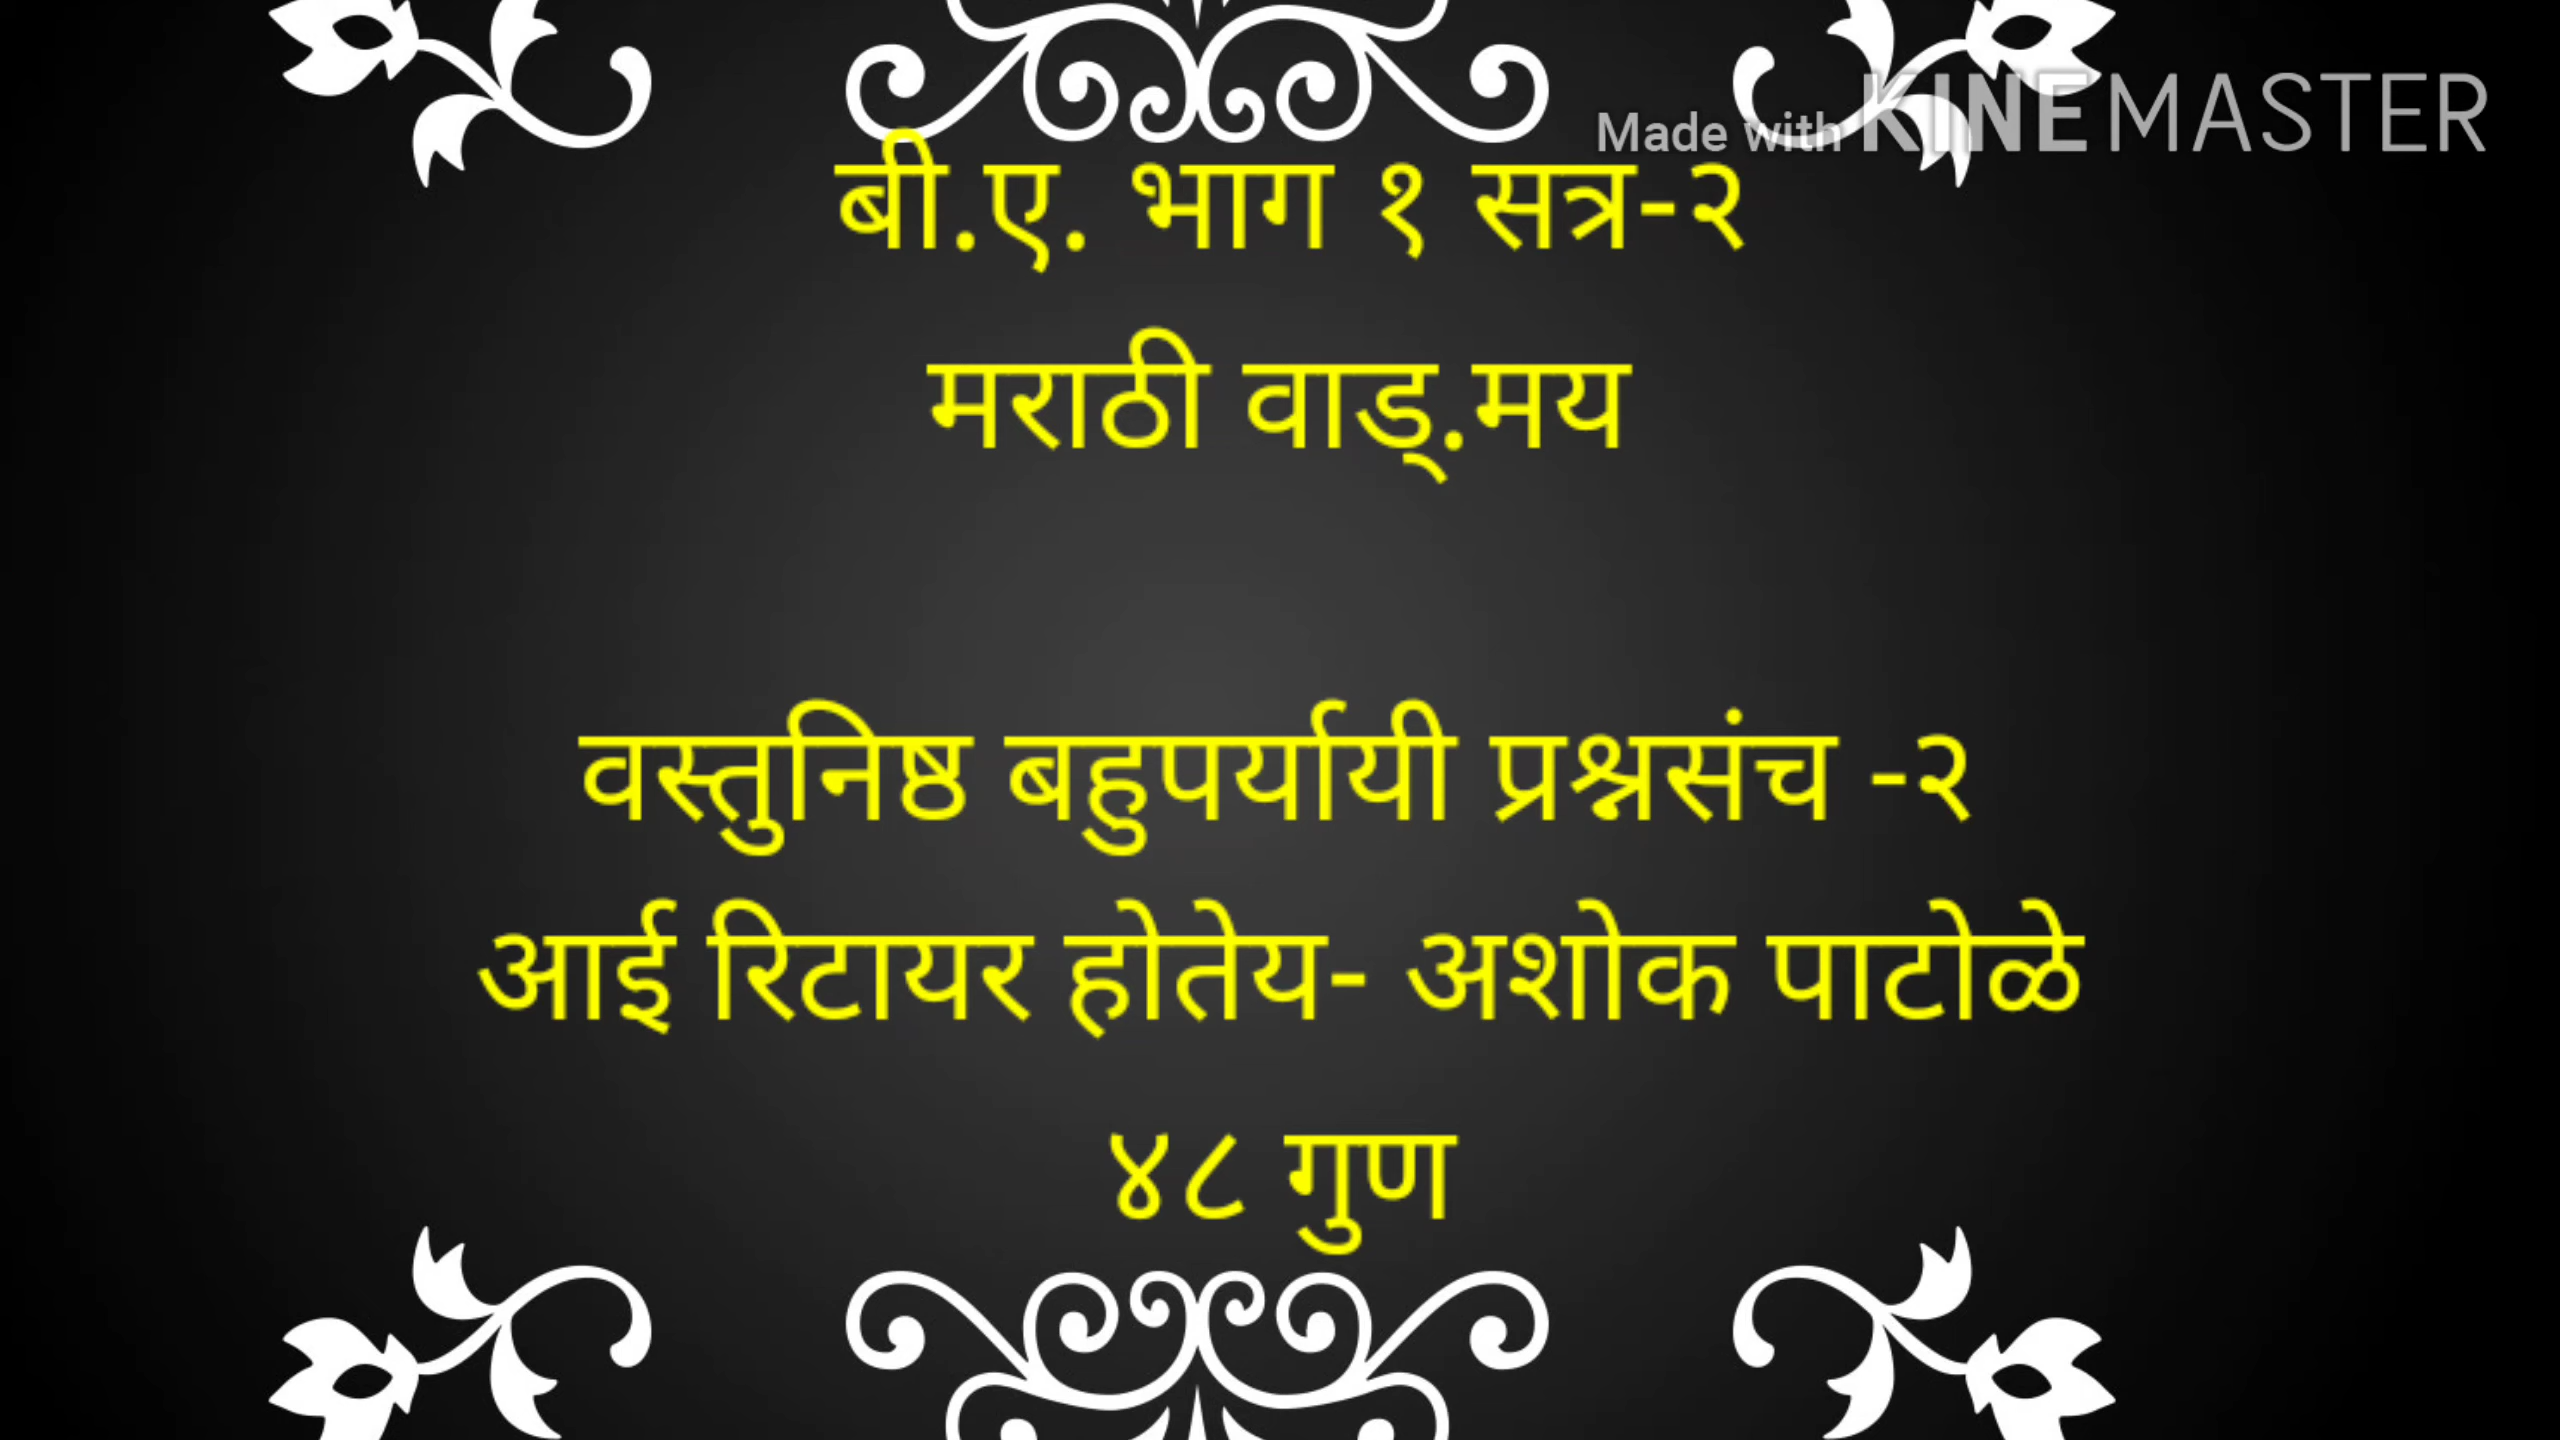 Made with KINEMASTER
बी.ए. भाग १ सत्र-२
मराठी वाड्.मय
वस्तुनिष्ठ बहुपर्यायी प्रश्नसंच -२
आई रिटायर होतेय- अशोक पाटोळे
४८ गुण